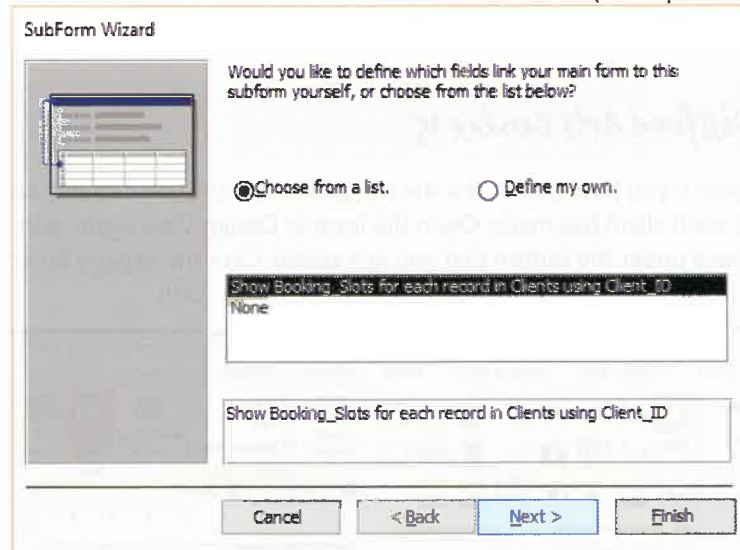 SubForm Wizard
Would you like to define which fields link your main form to this
subform yourself, or choose from the list below?
Choose from a list.
Define my own.
Show Booking_Slots for each record in Clients using Client_ID
None
Show Booking_Slots for each record in Clients using Client_ID
Cancel
< Back
Next >
Finish